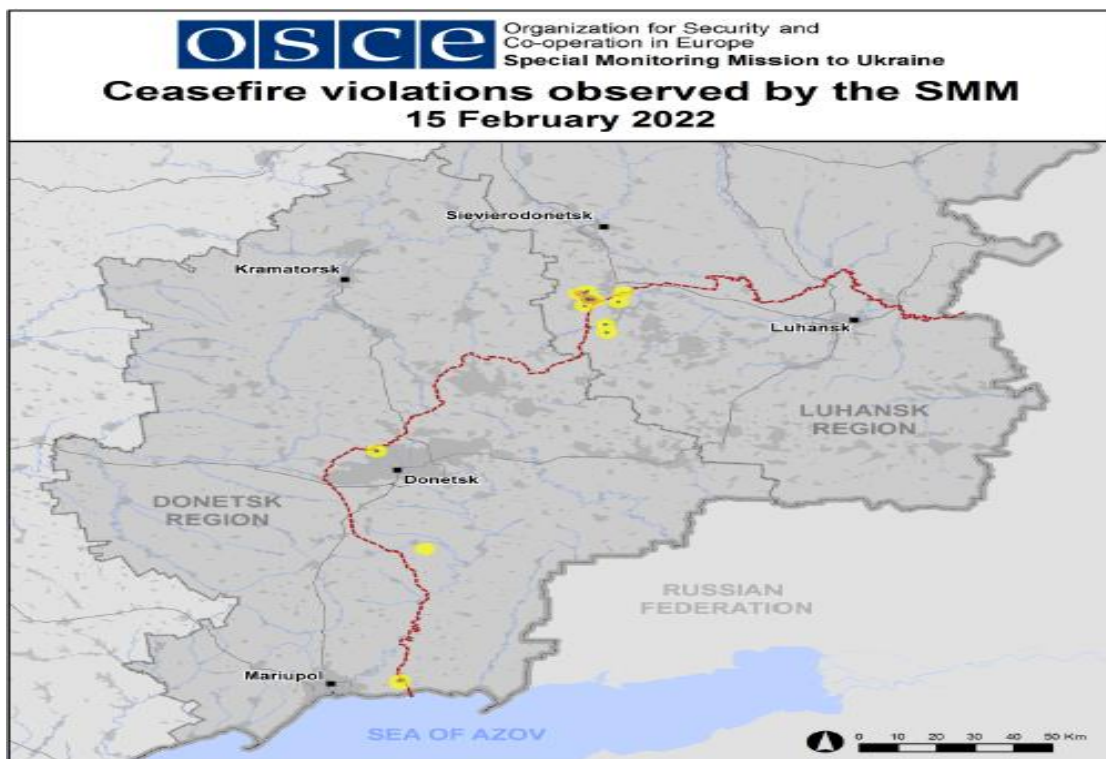 OSCE
Organization for Security and
Co-operation in Europe
Special Monitoring Mission to Ukraine
Ceasefire violations observed by the SMM
15 February 2022
Sievierodonetsk
Kramatorsk
Luhansk
LUHANSK
REGION
Donetsk
DONETSK
REGION
RUSSIAN
FEDERATION
Mariupol
SEA OF AZOV
0 10 20 30 40 50 Km